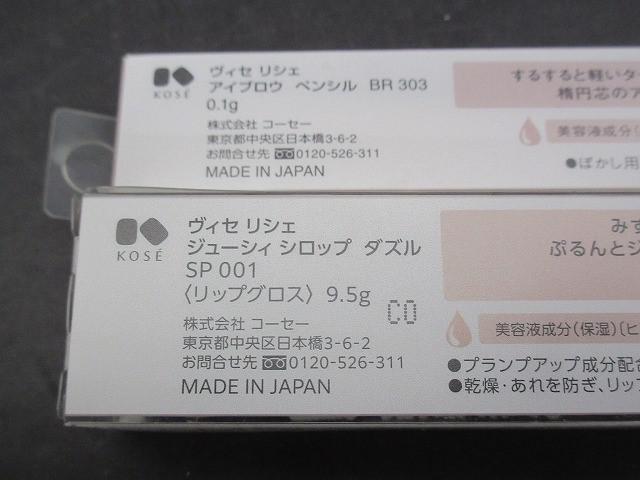 KOSÉ
ヴィセ リシェ
アイブロウ ペンシル BR 303
0.1g
株式会社 コーセー
東京都中央区日本橋3-6-2
お問合せ先 0120-526-311
MADE IN JAPAN
するすると軽いタ
楕円芯のア
美容液成分(
●ぼかし用
KOSÉ
ヴィセ リシェ
ジューシィ シロップ ダズル
SP 001
〈リップグロス〉 9.5g
CO
株式会社 コーセー
東京都中央区日本橋3-6-2
お問合せ先 0120-526-311
MADE IN JAPAN
みず
ぷるんとジ
美容液成分(保湿)〔ヒ
●プランプアップ成分配合
●乾燥・あれを防ぎ、リップ